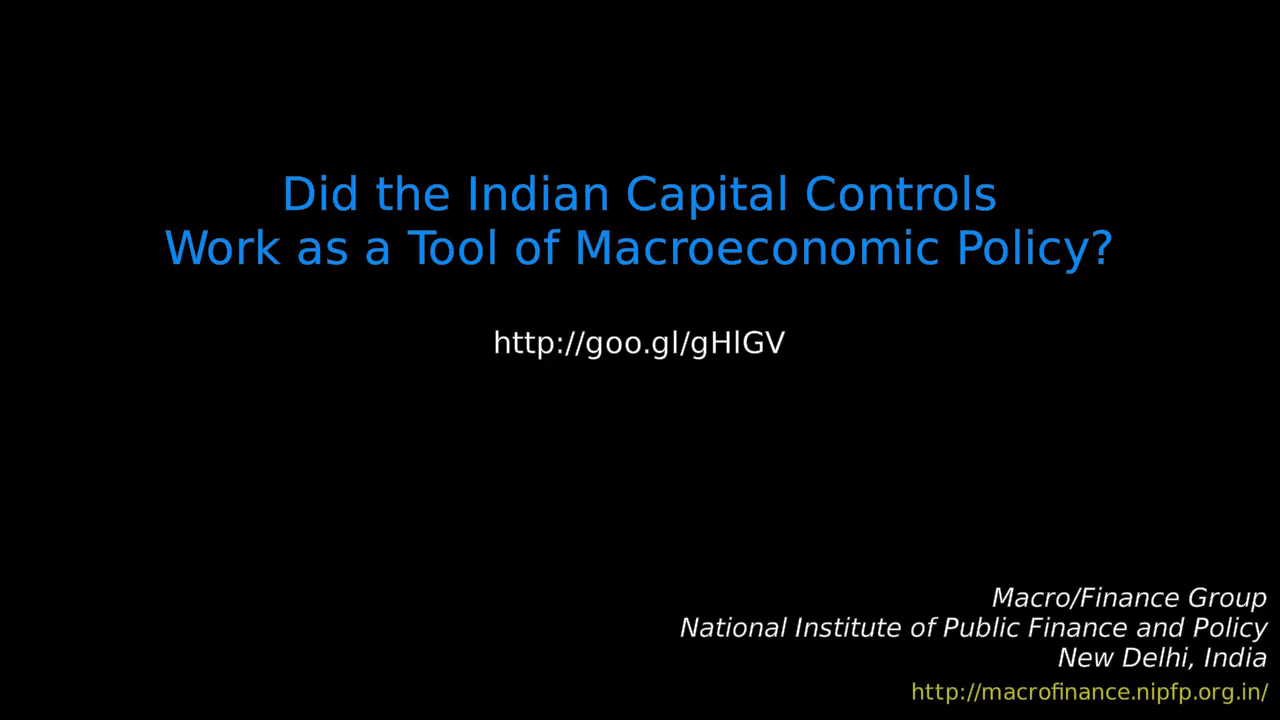 Did the Indian Capital Controls
Work as a Tool of Macroeconomic Policy?
http://goo.gl/gHlGV
Macro/Finance Group
National Institute of Public Finance and Policy
New Delhi, India
http://macrofinance.nipfp.org.in/